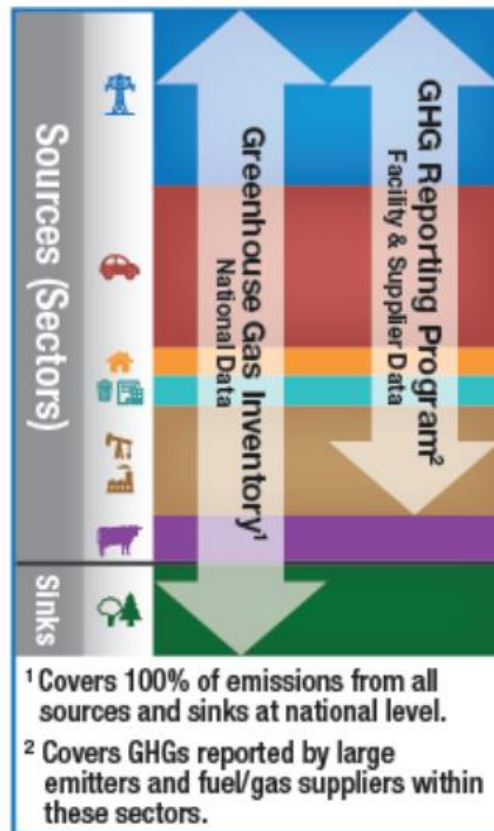 Sources (Sectors)
Sinks
Greenhouse Gas Inventory¹
National Data
GHG Reporting Program²
Facility & Supplier Data
¹ Covers 100% of emissions from all
sources and sinks at national level.
² Covers GHGs reported by large
emitters and fuel/gas suppliers within
these sectors.